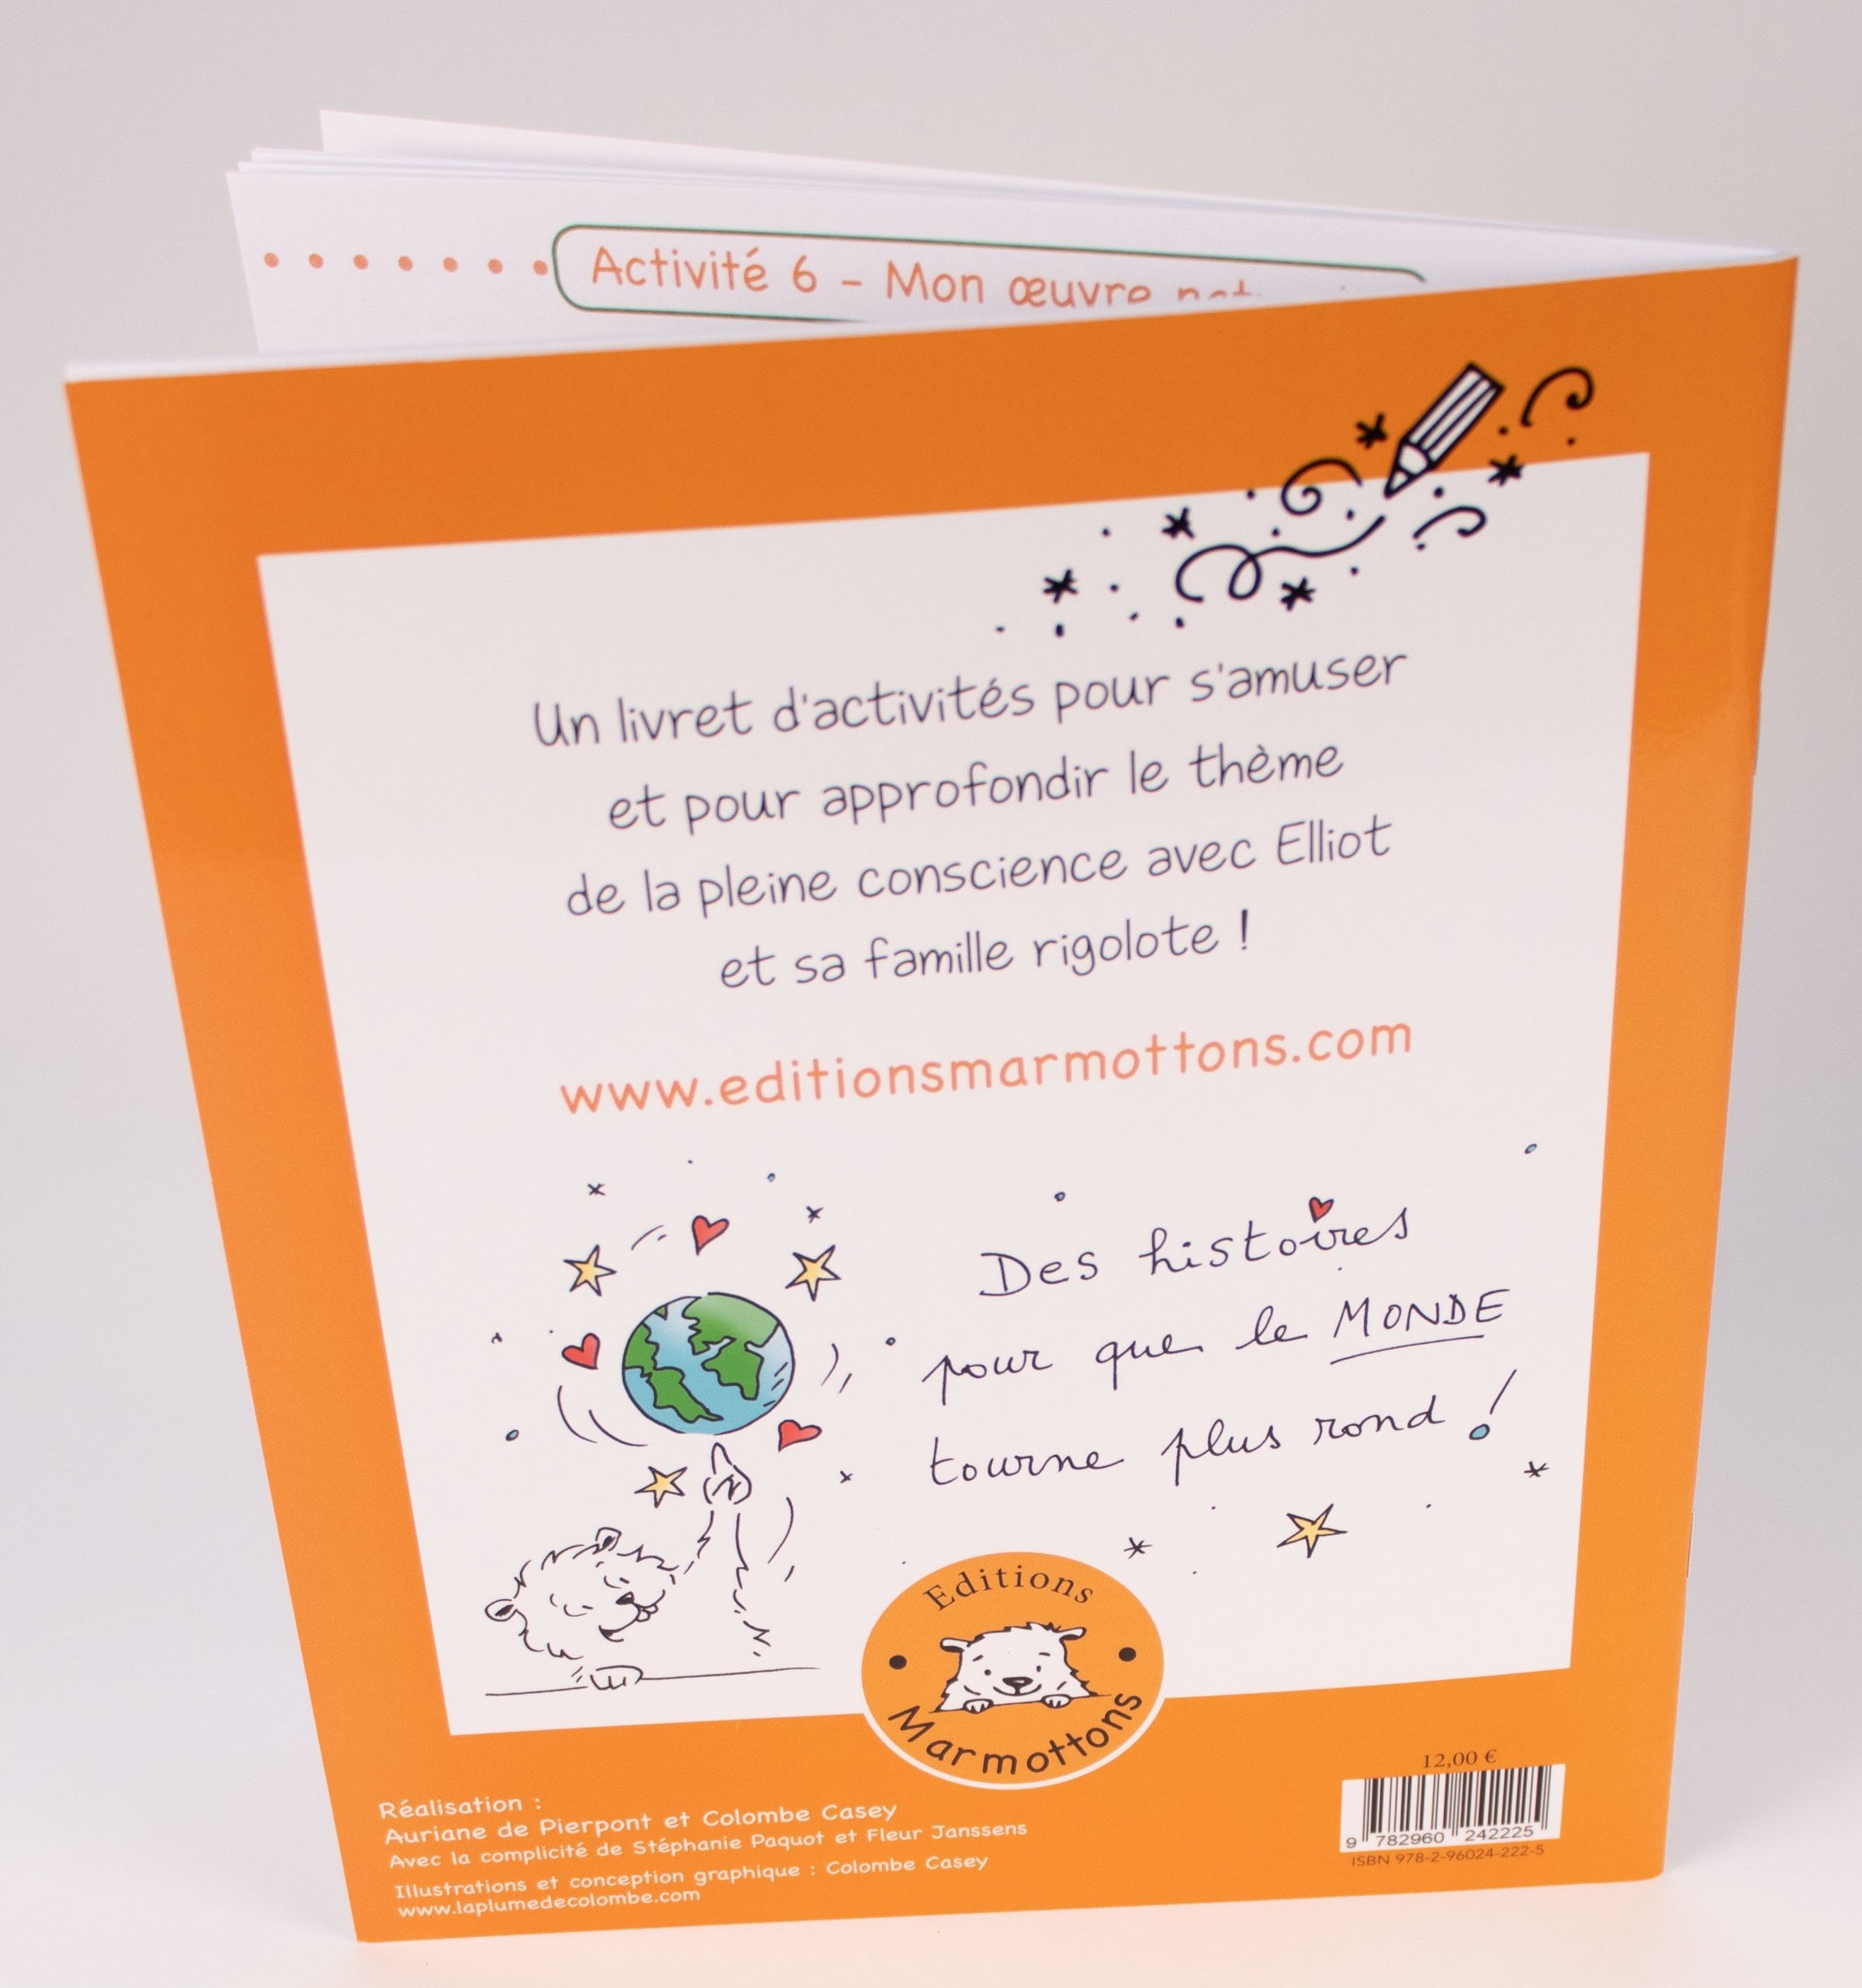 Activité 6 - Mon œuvre
Un livret d'activités pour s'amuser
et pour approfondir le thème
de la pleine conscience avec Elliot
et sa famille rigolote !
www.editionsmarmottons.com
Des histoires
pour que le MONDE
tourne plus rond !
Editions
Marmottons
Réalisation :
Auriane de Pierpont et Colombe Casey
Avec la complicité de Stéphanie Paquot et Fleur Janssens
Illustrations et conception graphique : Colombe Casey
www.laplumedecolombe.com
12,00 €
9 782960 242225
ISBN 978-2-96024-222-5